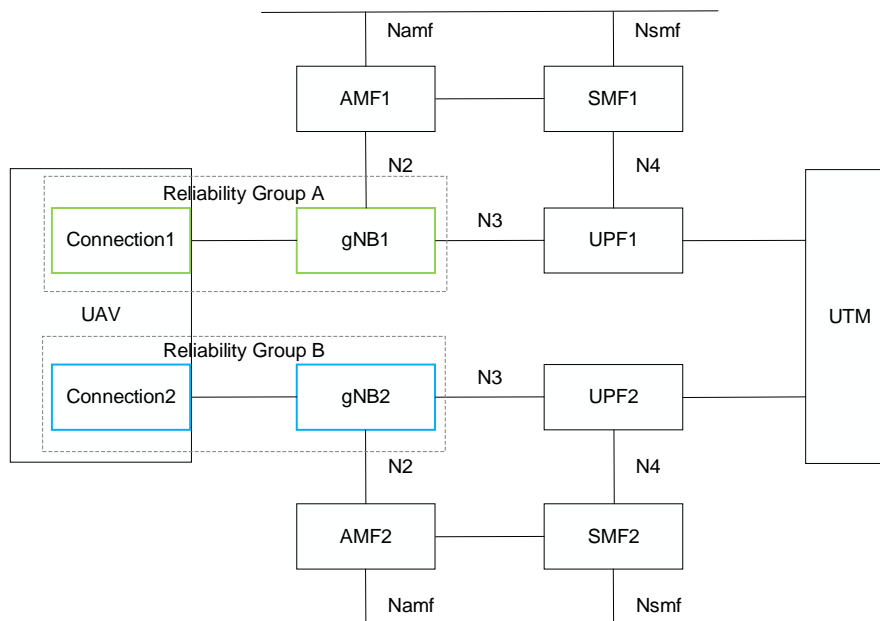 Namf
Nsmf
AMF1
SMF1
N2
N4
Reliability Group A
Connection1
gNB1
N3
UPF1
UAV
UTM
Reliability Group B
Connection2
gNB2
N3
UPF2
N2
N4
AMF2
SMF2
Namf
Nsmf